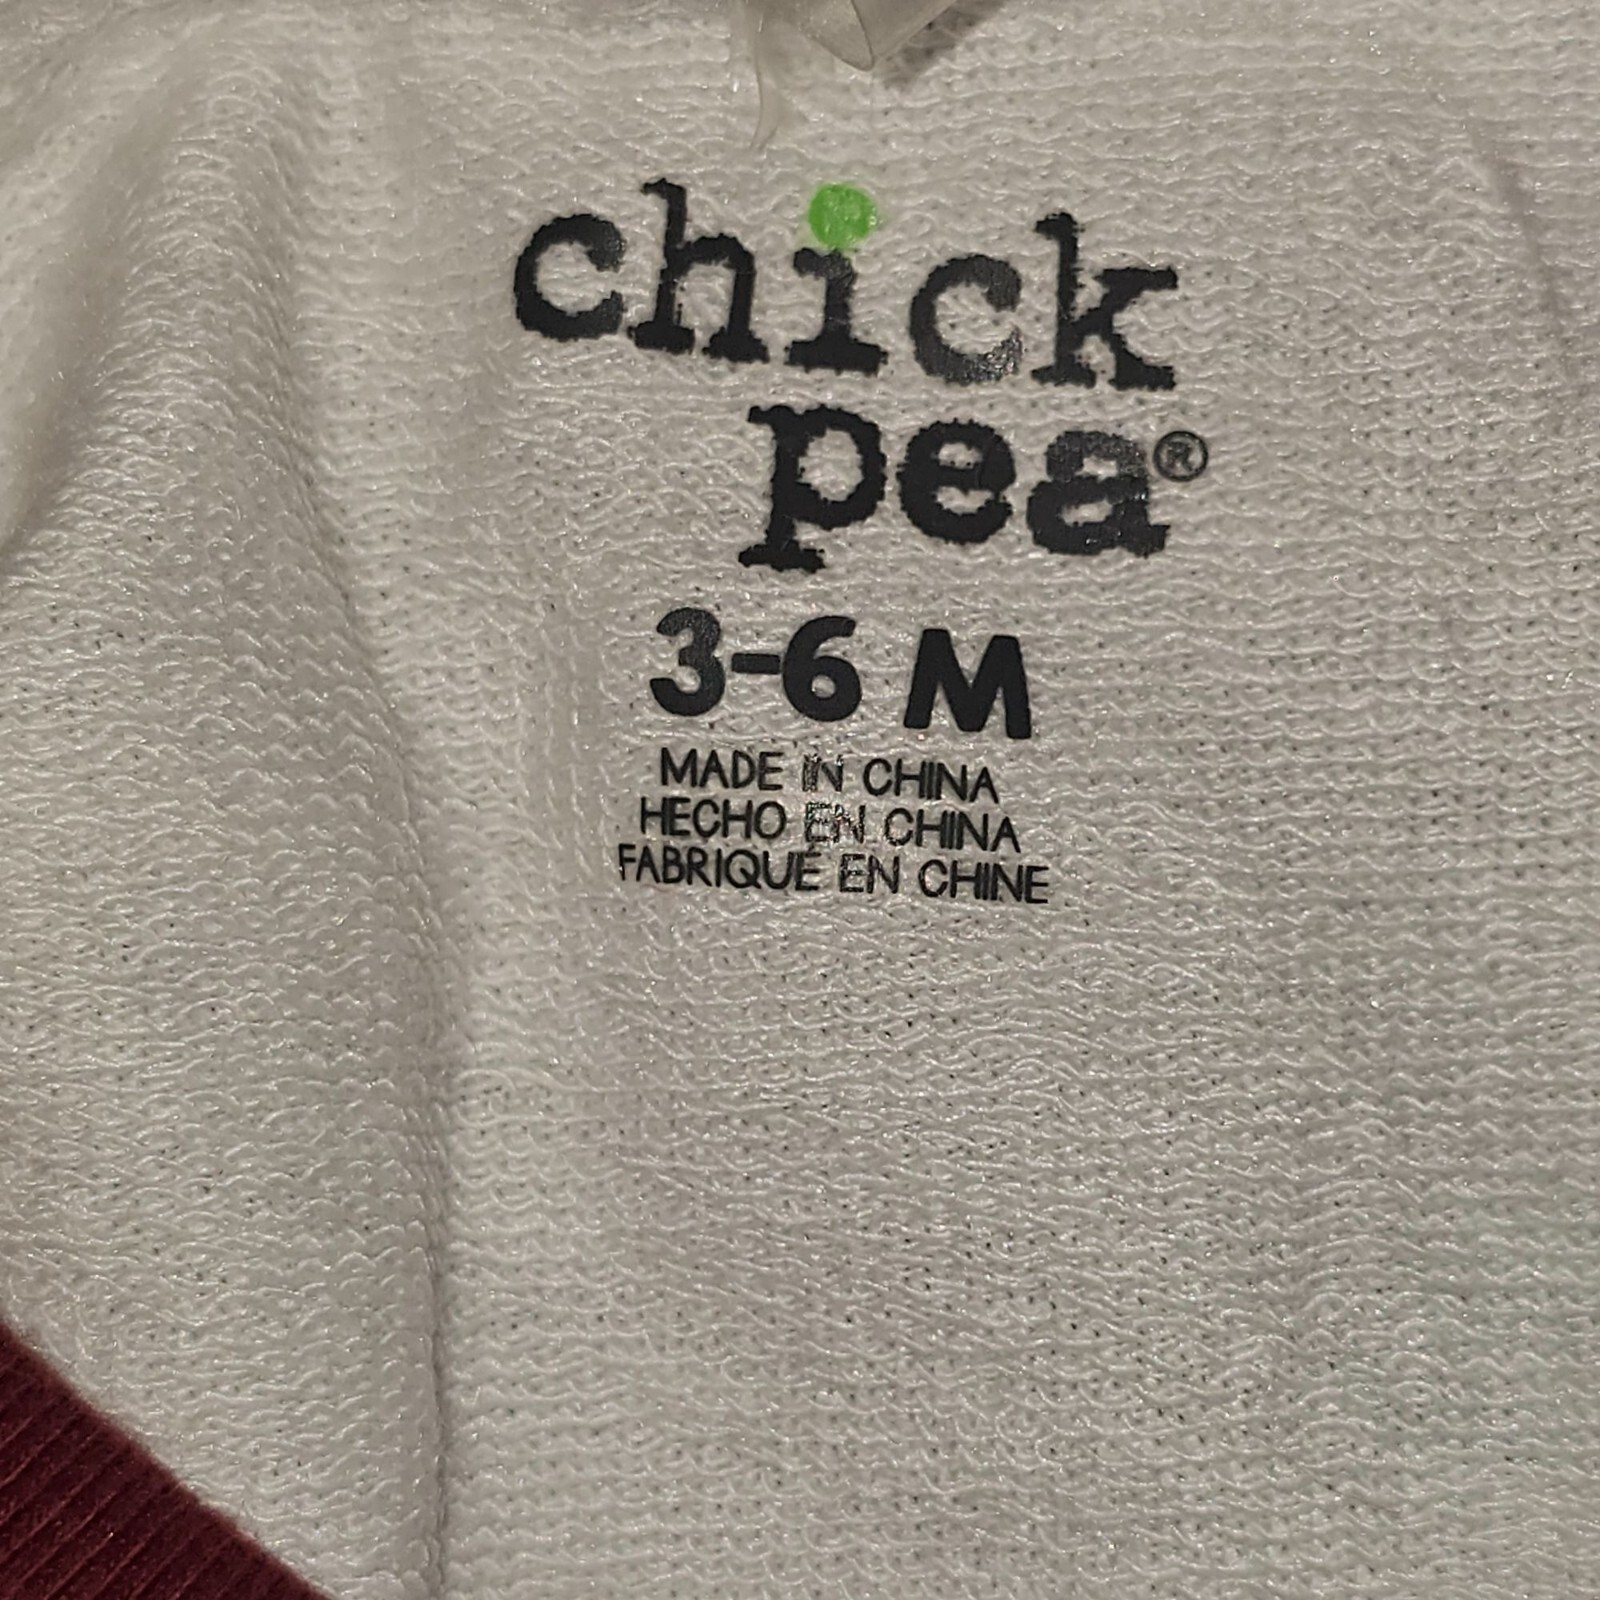 chick
pea®
3-6 M
MADE IN CHINA
HECHO EN CHINA
FABRIQUÉ EN CHINE